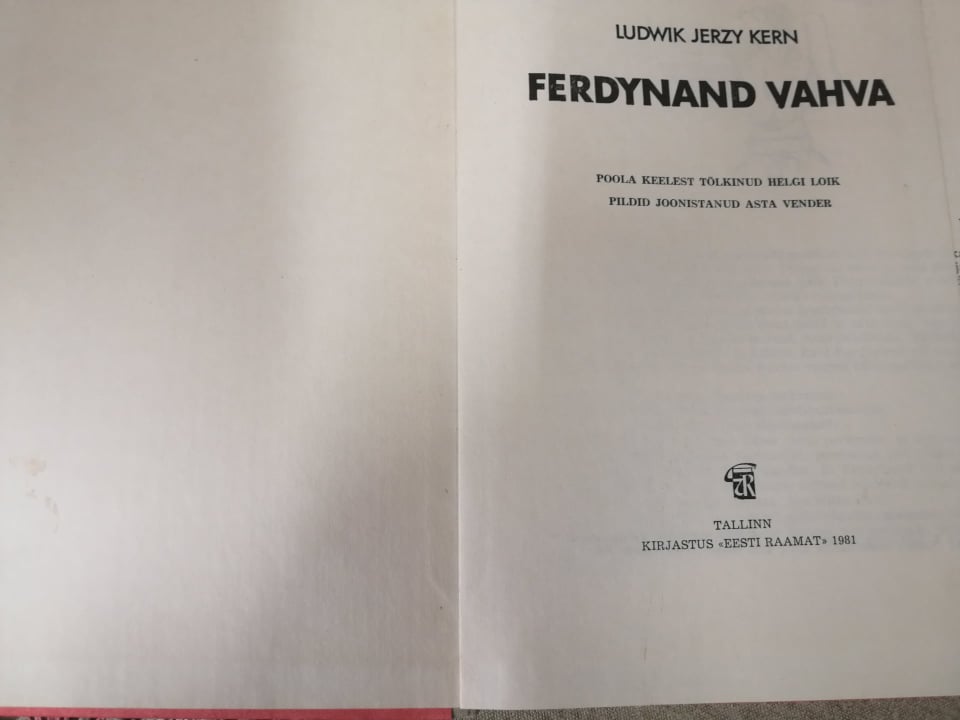 LUDWIK JERZY KERN
FERDYNAND VAHVA
POOLA KEELEST TÕLKINUD HELGI LOIK
PILDID JOONISTANUD ASTA VENDER
TALLINN
KIRJASTUS «EESTI RAAMAT» 1981